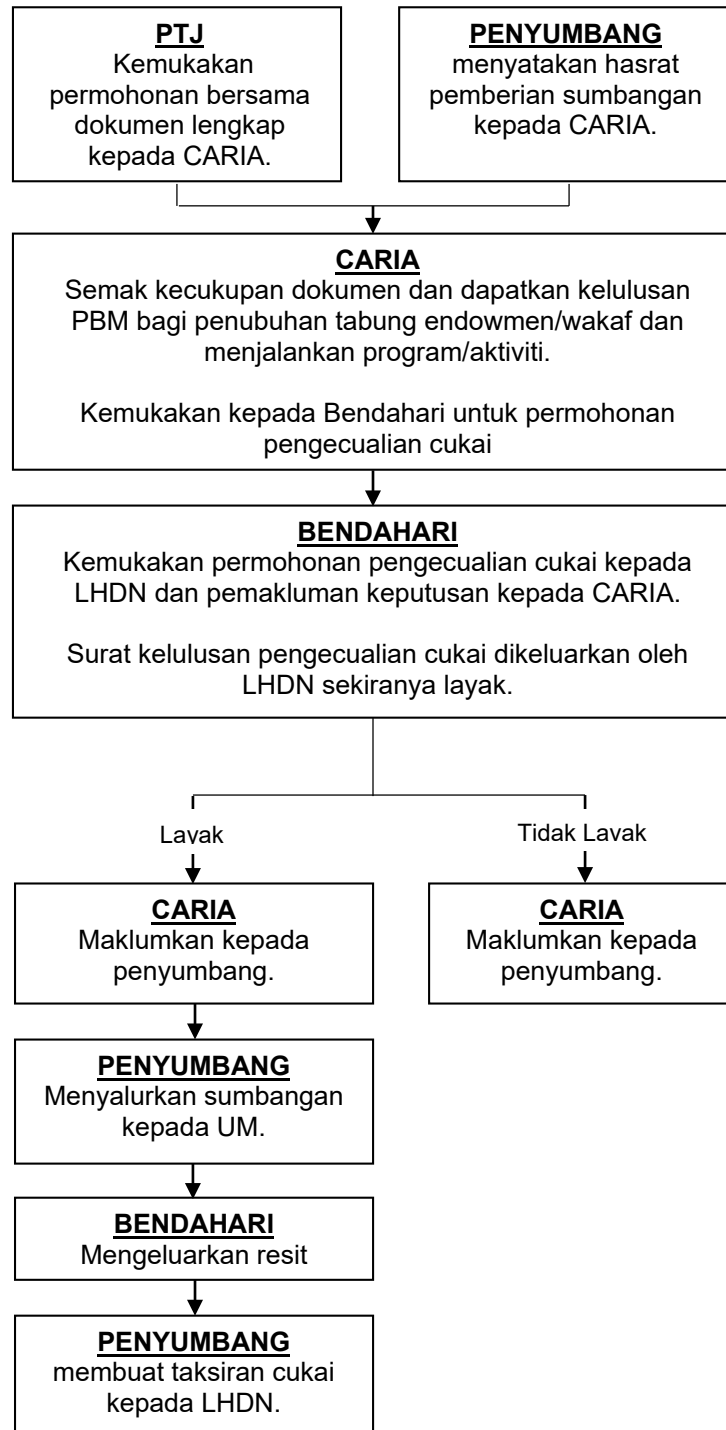 PTJ
Kemukakan
permohonan bersama
dokumen lengkap
kepada CARIA.
PENYUMBANG
menyatakan hasrat
pemberian sumbangan
kepada CARIA.
CARIA
Semak kecukupan dokumen dan dapatkan kelulusan
PBM bagi penubuhan tabung endowmen/wakaf dan
menjalankan program/aktiviti.
Kemukakan kepada Bendahari untuk permohonan
pengecualian cukai
BENDAHARI
Kemukakan permohonan pengecualian cukai kepada
LHDN dan pemakluman keputusan kepada CARIA.
Surat kelulusan pengecualian cukai dikeluarkan oleh
LHDN sekiranya layak.
Layak
Tidak Layak
CARIA
Maklumkan kepada
penyumbang.
CARIA
Maklumkan kepada
penyumbang.
PENYUMBANG
Menyalurkan sumbangan
kepada UM.
BENDAHARI
Mengeluarkan resit
PENYUMBANG
membuat taksiran cukai
kepada LHDN.